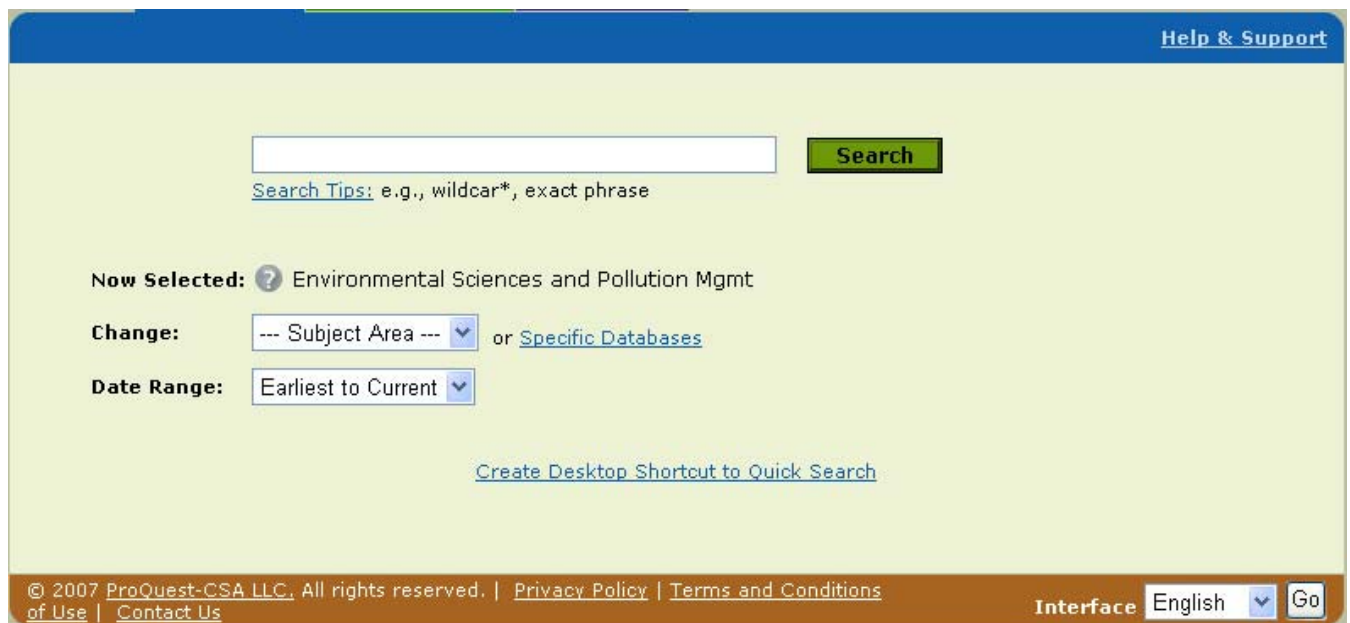 Help & Support
Search
Search Tips: e.g., wildcar*, exact phrase
Now Selected: ? Environmental Sciences and Pollution Mgmt
Change: --- Subject Area --- or Specific Databases
Date Range: Earliest to Current
Create Desktop Shortcut to Quick Search
© 2007 ProQuest-CSA LLC. All rights reserved. | Privacy Policy | Terms and Conditions
of Use | Contact Us
Interface English Go